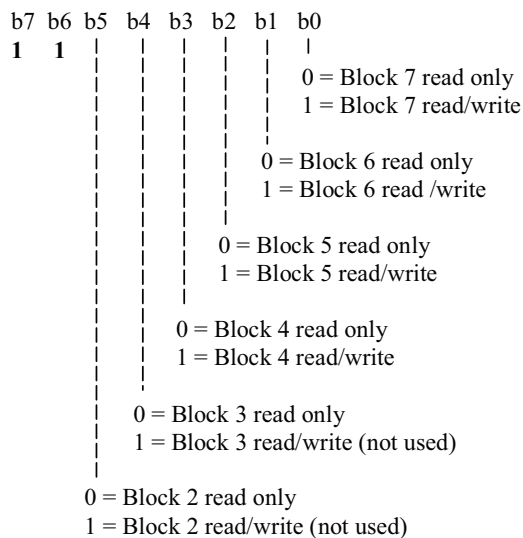 b7 b6 b5 b4 b3 b2 b1 b0
1 1
0 = Block 7 read only
1 = Block 7 read/write
0 = Block 6 read only
1 = Block 6 read /write
0 = Block 5 read only
1 = Block 5 read/write
0 = Block 4 read only
1 = Block 4 read/write
0 = Block 3 read only
1 = Block 3 read/write (not used)
0 = Block 2 read only
1 = Block 2 read/write (not used)